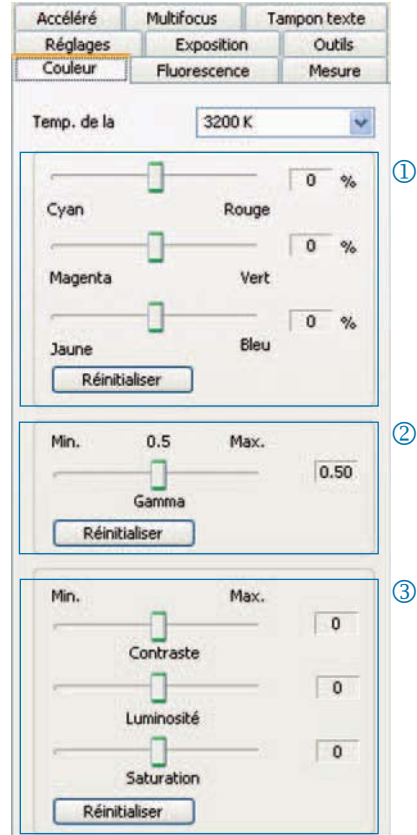 Accéléré Multifocus Tampon texte
Réglages Exposition Outils
Couleur Fluorescence Mesure
Temp. de la 3200 K
①
0 %
Cyan Rouge
0 %
Magenta Vert
0 %
Jaune Bleu
Réinitialiser
②
Min. 0.5 Max.
0.50
Gamma
Réinitialiser
③
Min. Max.
0
Contraste
0
Luminosité
0
Saturation
Réinitialiser